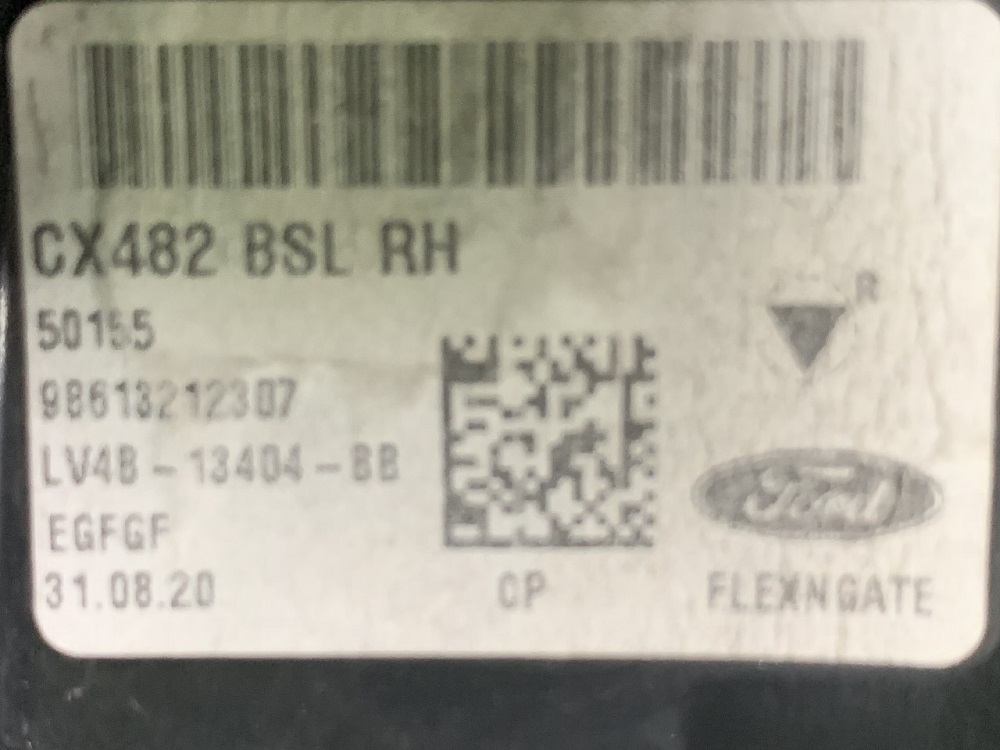 CX482 BSL RH
50155
98613212307
LV4B-13404-BB
EGFGF
31.08.20
CP
R
Ford
FLEXNGATE